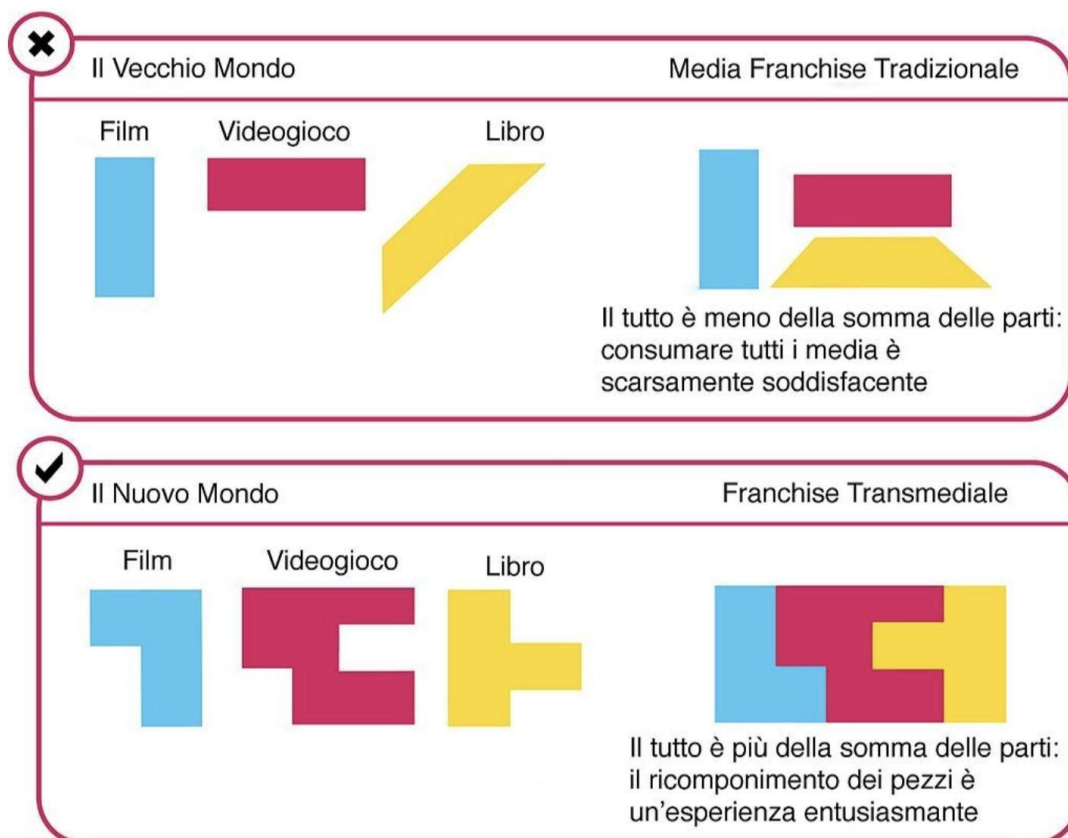 Il Vecchio Mondo
Media Franchise Tradizionale
Film
Videogioco
Libro
Il tutto è meno della somma delle parti:
consumare tutti i media è
scarsamente soddisfacente
Il Nuovo Mondo
Franchise Transmediale
Film
Videogioco
Libro
Il tutto è più della somma delle parti:
il ricomponimento dei pezzi è
un'esperienza entusiasmante